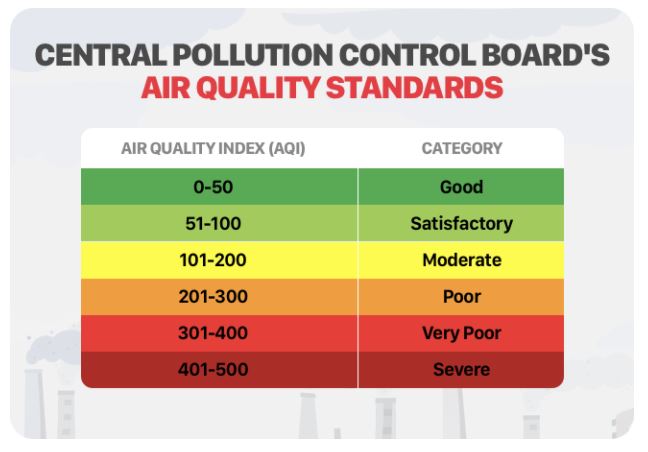 CENTRAL POLLUTION CONTROL BOARD'S
AIR QUALITY STANDARDS
AIR QUALITY INDEX (AQI) CATEGORY
0-50 Good
51-100 Satisfactory
101-200 Moderate
201-300 Poor
301-400 Very Poor
401-500 Severe